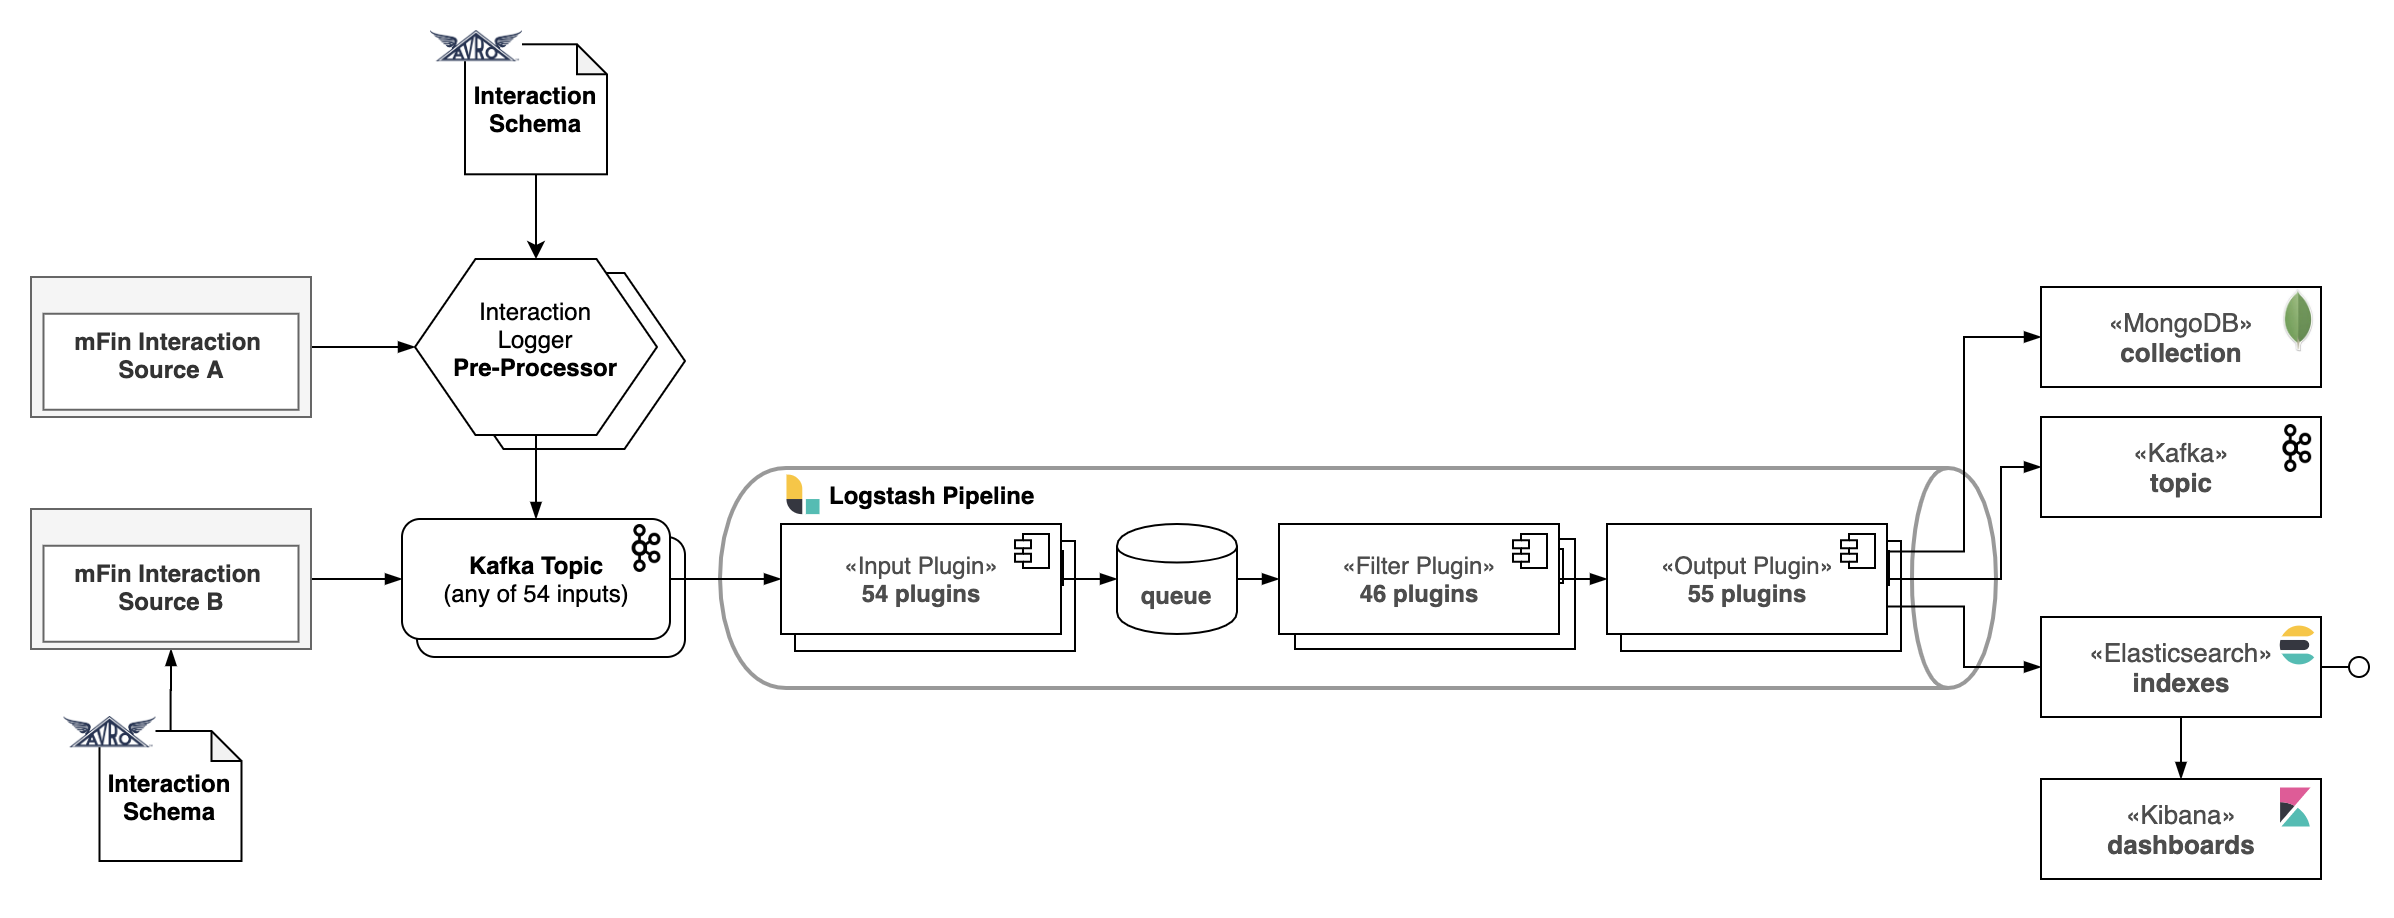 AVRO
Interaction
Schema
mFin Interaction
Source A
Interaction
Logger
Pre-Processor
mFin Interaction
Source B
AVRO
Interaction
Schema
Kafka Topic
(any of 54 inputs)
Logstash Pipeline
«Input Plugin»
54 plugins
queue
«Filter Plugin»
46 plugins
«Output Plugin»
55 plugins
«MongoDB»
collection
«Kafka»
topic
«Elasticsearch»
indexes
«Kibana»
dashboards